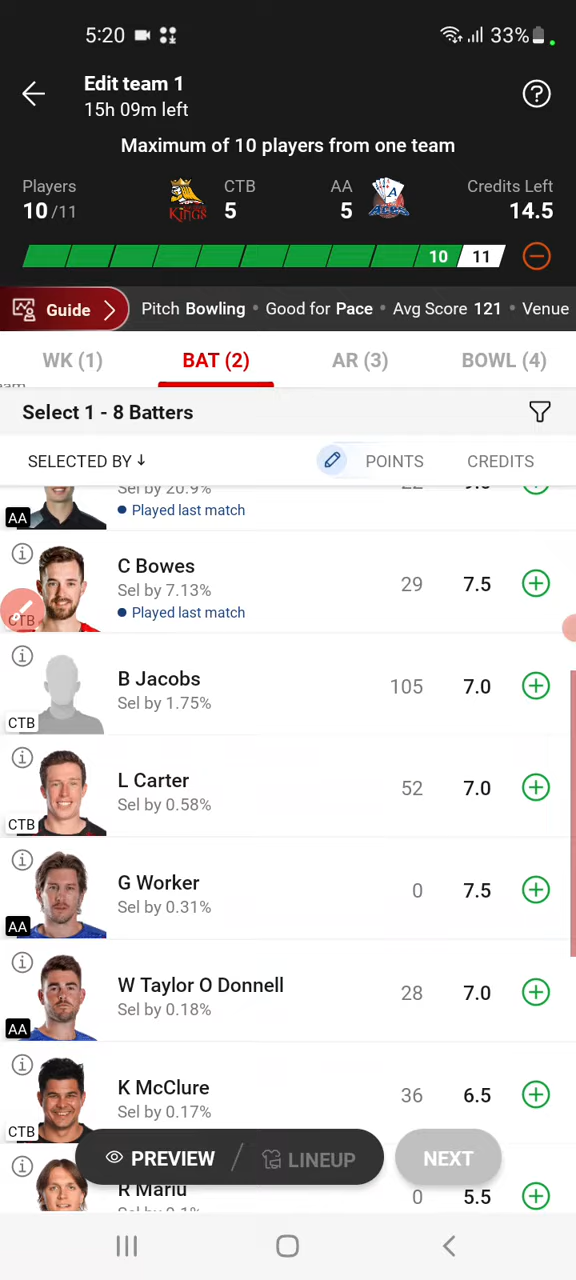 5:20 33%
Edit team 1
15h 09m left
Maximum of 10 players from one team
Players CTB AA Credits Left
10/11 5 5 14.5
KINGS A ACES
10 11
Guide Pitch Bowling • Good for Pace • Avg Score 121 • Venue
WK (1) BAT (2) AR (3) BOWL (4)
Select 1 - 8 Batters
SELECTED BY ↓ POINTS CREDITS
Sel by 20.9%
AA • Played last match
C Bowes
Sel by 7.13% 29 7.5
CTB • Played last match
B Jacobs
Sel by 1.75% 105 7.0
CTB
L Carter
Sel by 0.58% 52 7.0
CTB
G Worker
Sel by 0.31% 0 7.5
AA
W Taylor O Donnell
Sel by 0.18% 28 7.0
AA
K McClure
Sel by 0.17% 36 6.5
CTB
PREVIEW / LINEUP NEXT
R Mariu
0 5.5